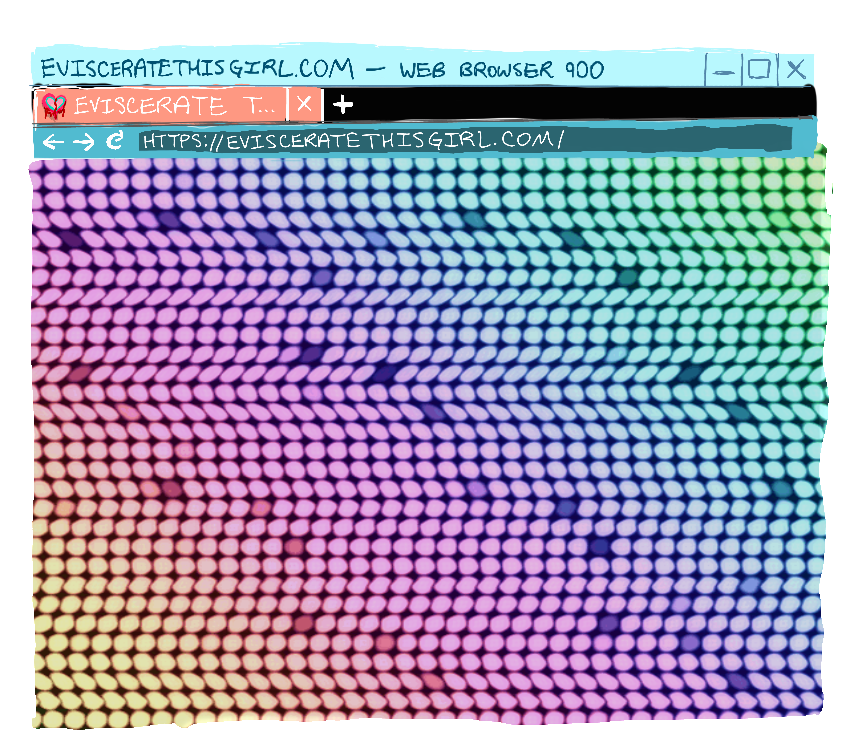 EVISCERATETHISGIRL.COM — WEB BROWSER 900
EVISCERATE T...
HTTPS://EVISCERATETHISGIRL.COM/